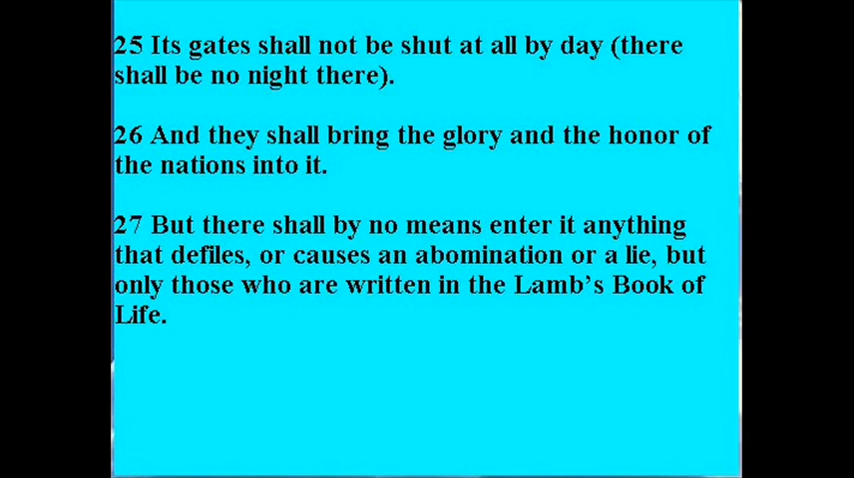 25 Its gates shall not be shut at all by day (there
shall be no night there).
26 And they shall bring the glory and the honor of
the nations into it.
27 But there shall by no means enter it anything
that defiles, or causes an abomination or a lie, but
only those who are written in the Lamb’s Book of
Life.